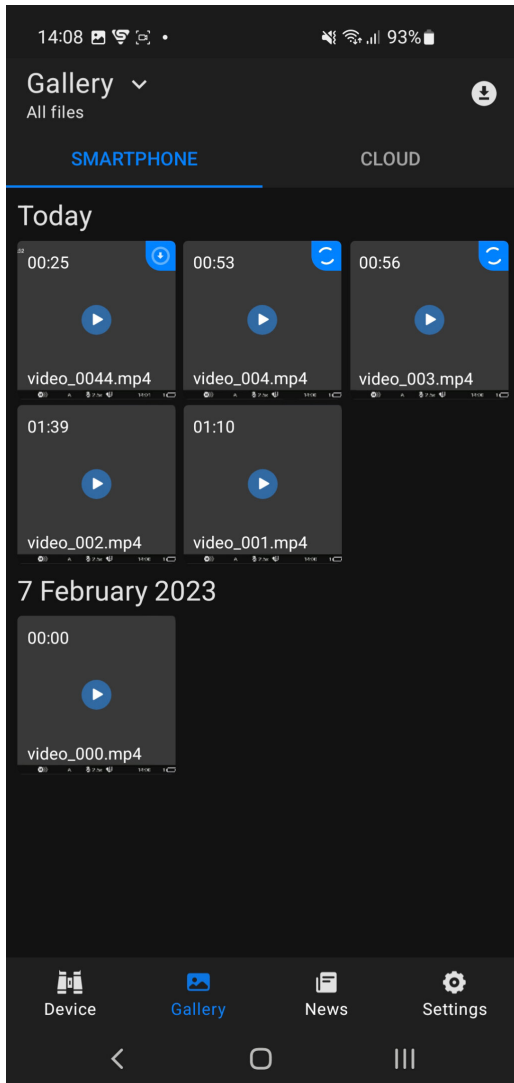 14:08 93%
Gallery
All files
SMARTPHONE CLOUD
Today
00:25 00:53 00:56
video_0044.mp4 video_004.mp4 video_003.mp4
01:39 01:10
video_002.mp4 video_001.mp4
7 February 2023
00:00
video_000.mp4
Device Gallery News Settings